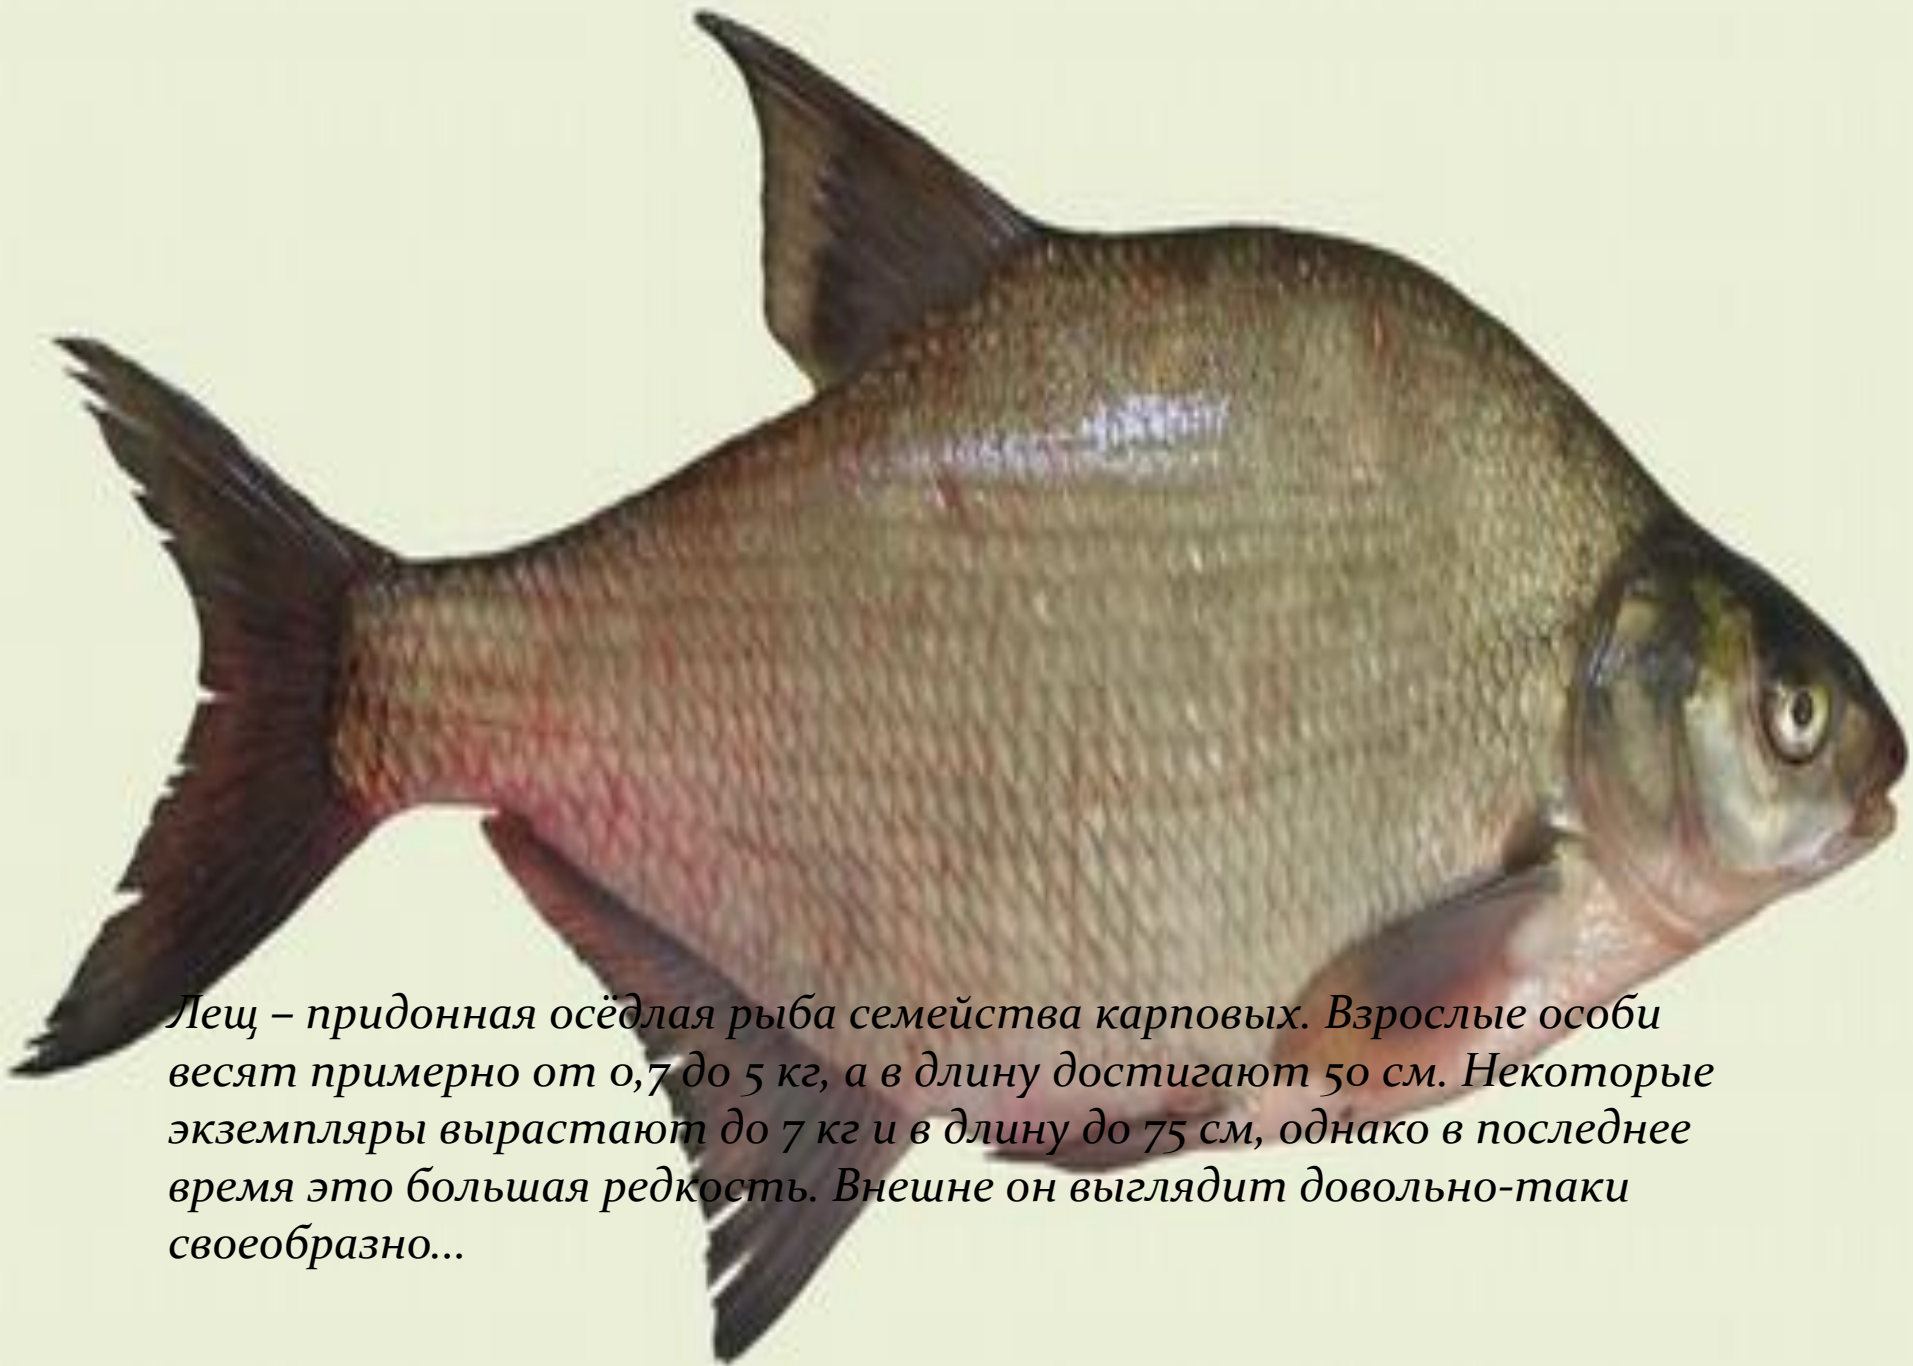 Лещ – придонная осёдлая рыба семейства карповых. Взрослые особи
весят примерно от 0,7 до 5 кг, а в длину достигают 50 см. Некоторые
экземпляры вырастают до 7 кг и в длину до 75 см, однако в последнее
время это большая редкость. Внешне он выглядит довольно-таки
своеобразно...